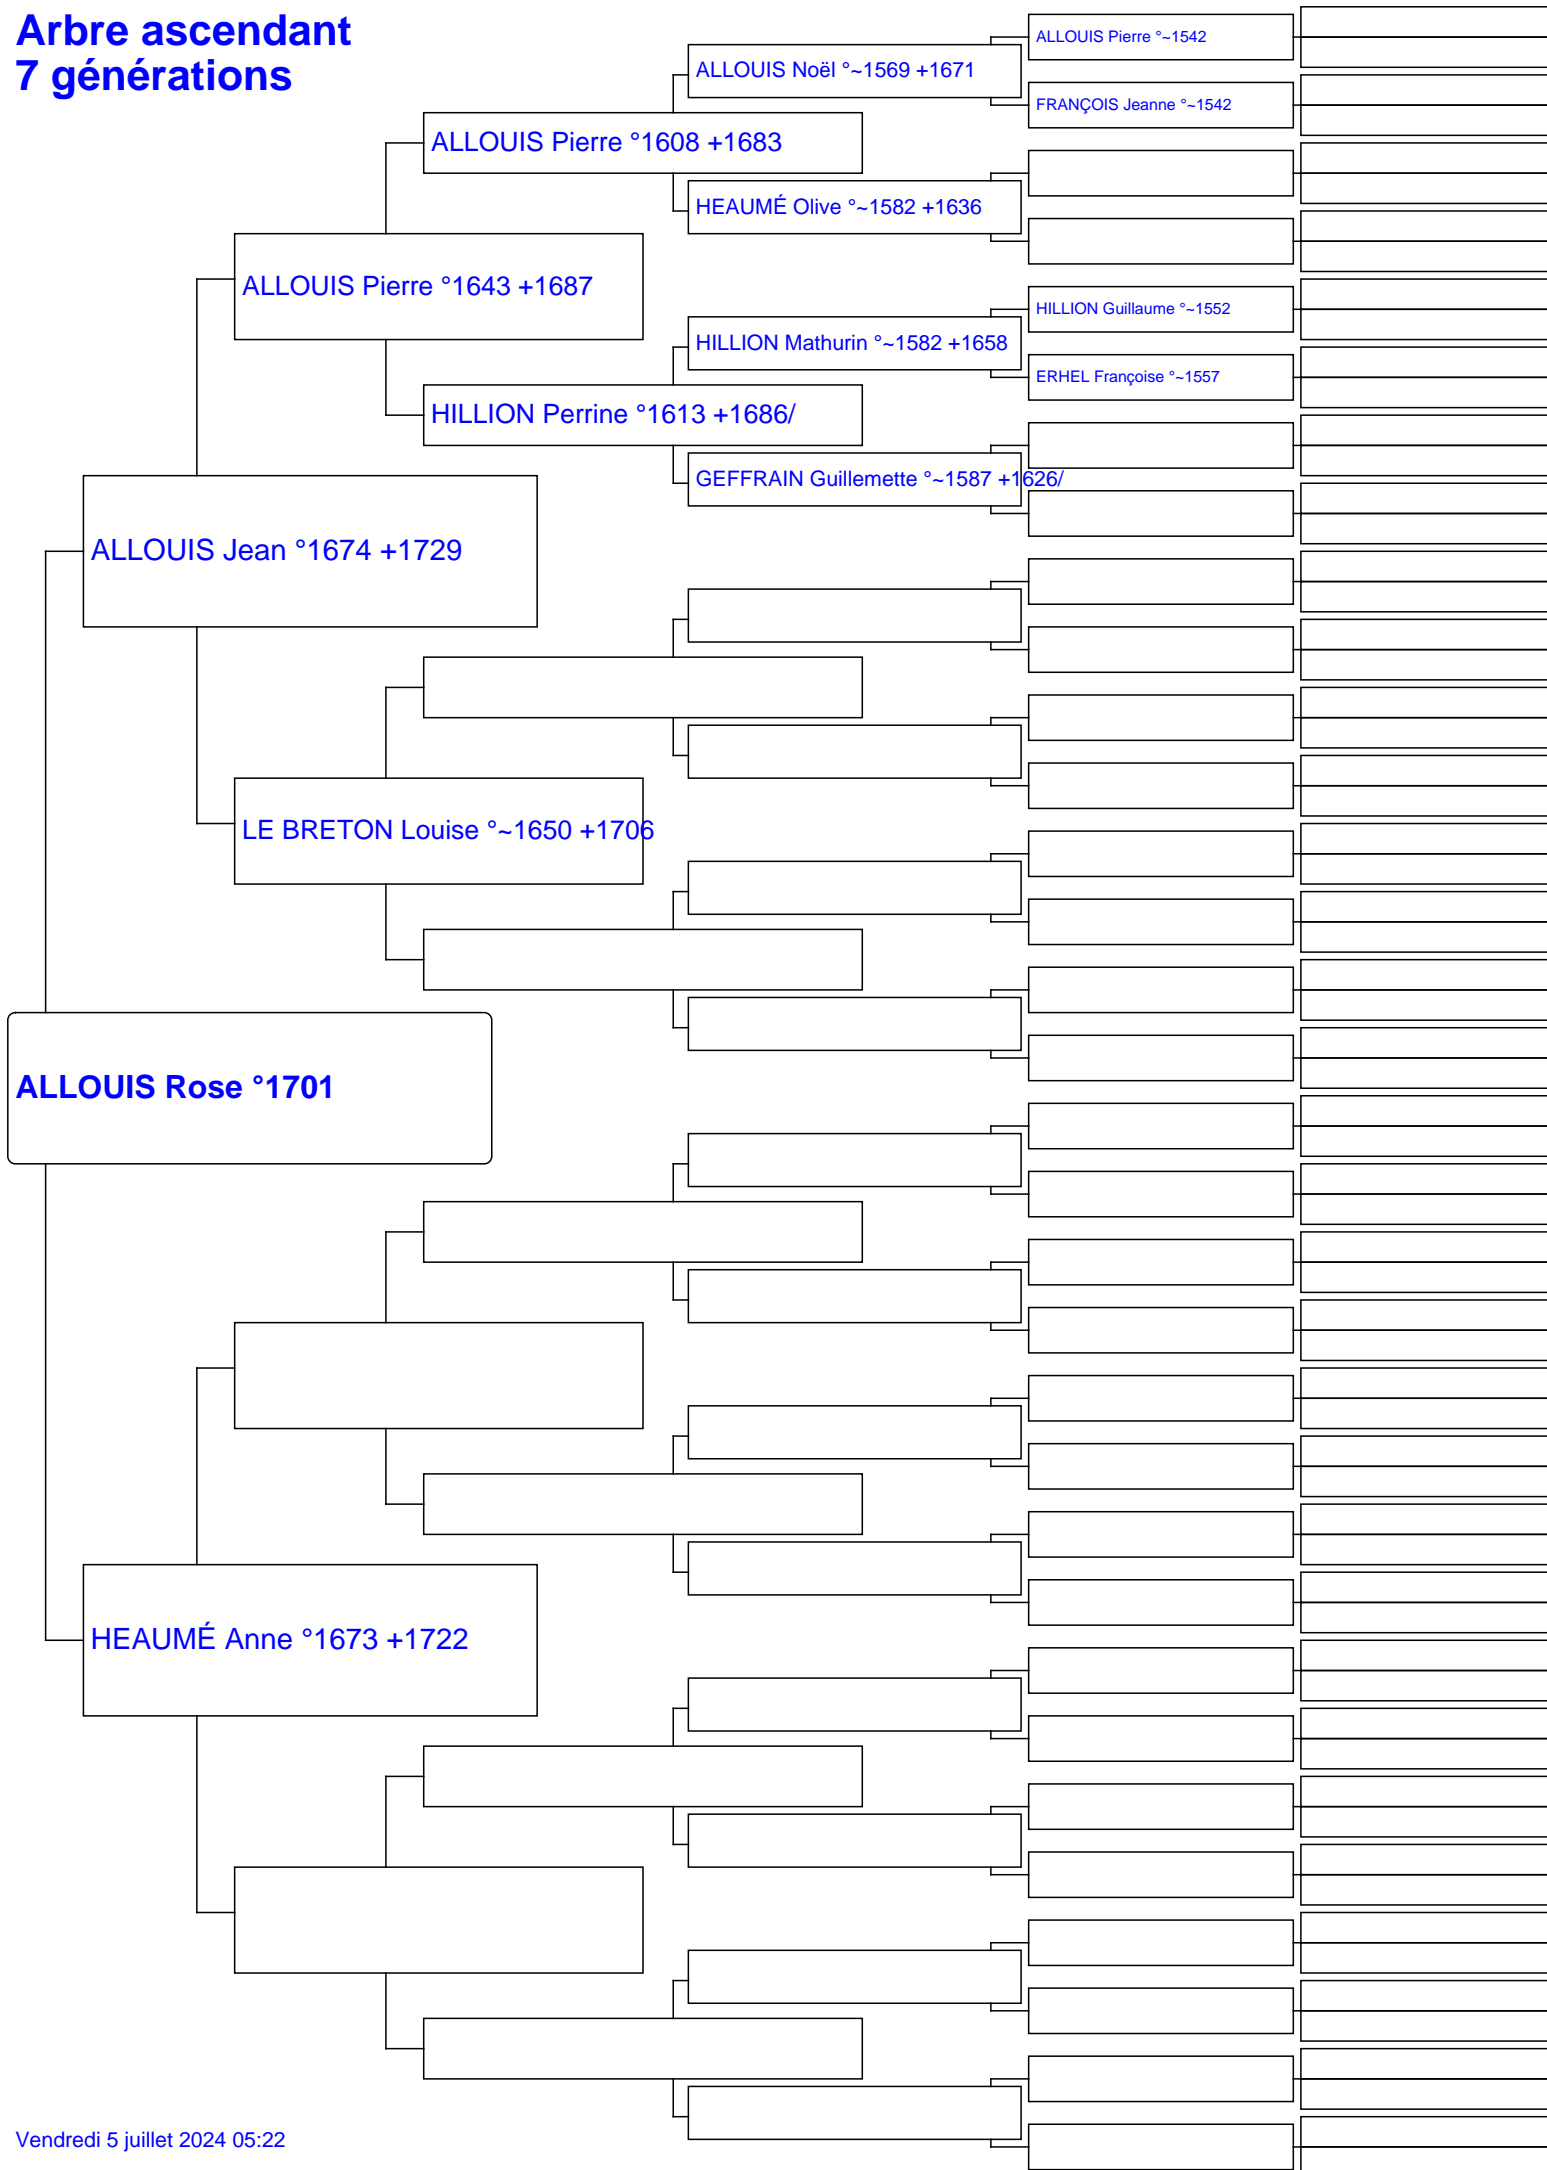 Arbre ascendant
7 générations
ALLOUIS Pierre °~1542
ALLOUIS Noël °~1569 +1671
FRANÇOIS Jeanne °~1542
ALLOUIS Pierre °1608 +1683
HEAUMÉ Olive °~1582 +1636
ALLOUIS Pierre °1643 +1687
HILLION Guillaume °~1552
HILLION Mathurin °~1582 +1658
ERHEL Françoise °~1557
HILLION Perrine °1613 +1686/
GEFFRAIN Guillemette °~1587 +1626/
ALLOUIS Jean °1674 +1729
LE BRETON Louise °~1650 +1706
ALLOUIS Rose °1701
HEAUMÉ Anne °1673 +1722
Vendredi 5 juillet 2024 05:22